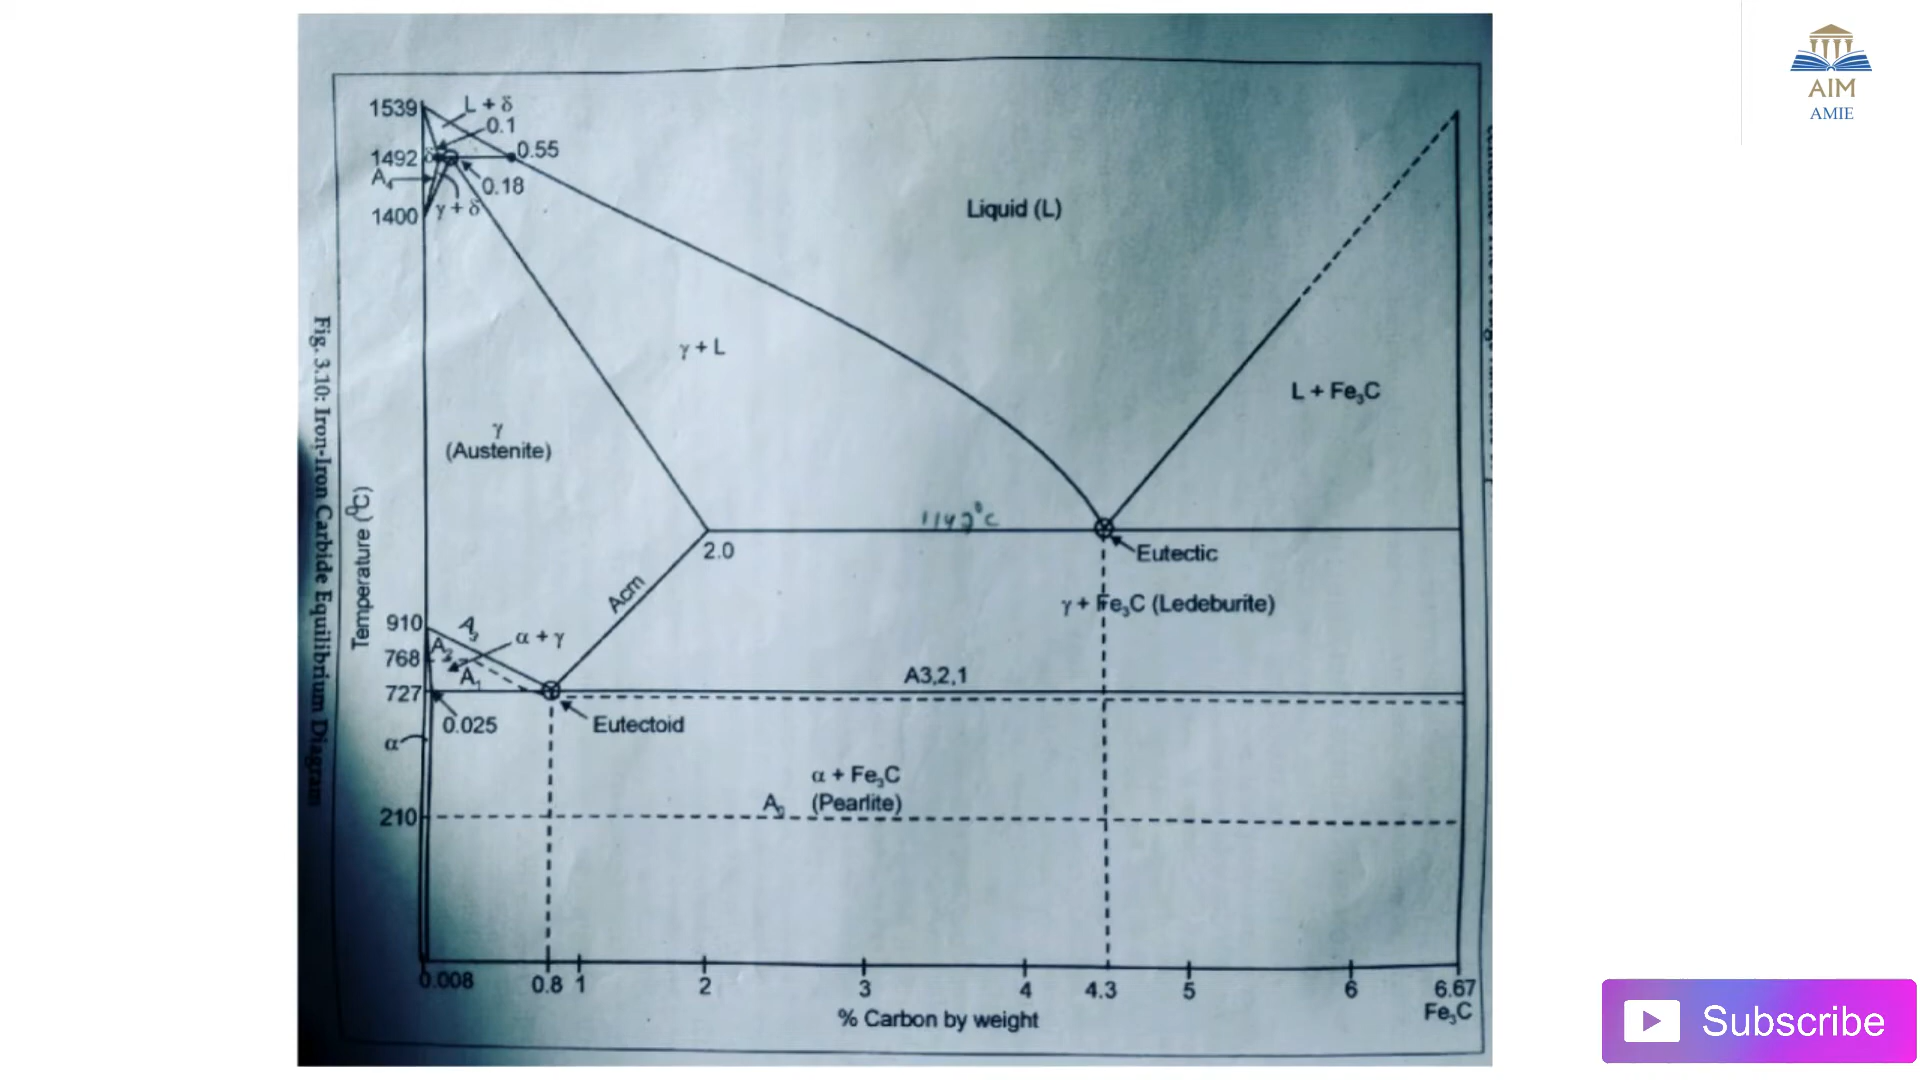 AIM
AMIE
1539
L + δ
0.1
1492
δ
0.55
A₄
0.18
1400
γ + δ
Liquid (L)
γ + L
L + Fe₃C
γ
(Austenite)
Temperature (⁰C)
1142⁰C
2.0
Eutectic
Acm
γ + Fe₃C (Ledeburite)
910
A₃
α + γ
A₂
768
A₁
A3,2,1
727
0.025
Eutectoid
α
α + Fe₃C
A₀ (Pearlite)
210
0.008 0.8 1 2 3 4 4.3 5 6 6.67
Fe₃C
% Carbon by weight
Fig. 3.10: Iron-Iron Carbide Equilibrium Diagram
Subscribe